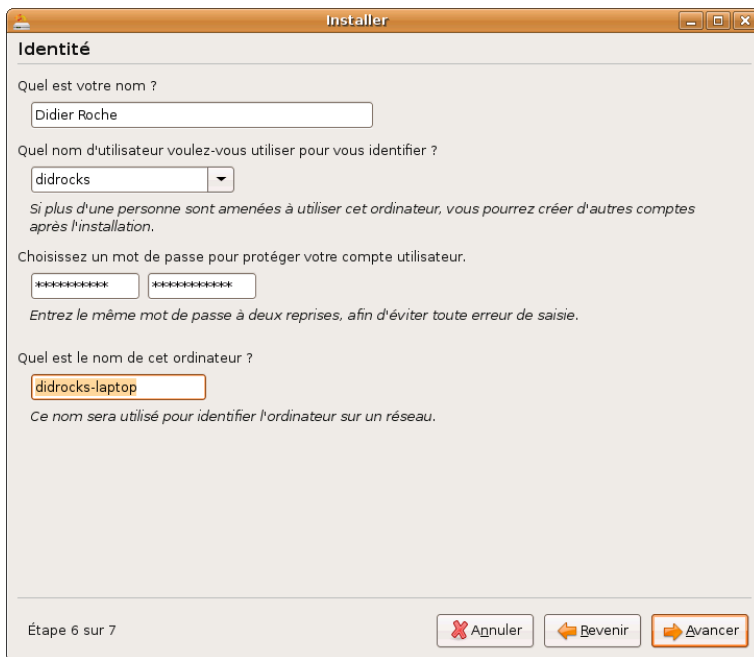 Installer
Identité
Quel est votre nom ?
Didier Roche
Quel nom d'utilisateur voulez-vous utiliser pour vous identifier ?
didrocks
Si plus d'une personne sont amenées à utiliser cet ordinateur, vous pourrez créer d'autres comptes
après l'installation.
Choisissez un mot de passe pour protéger votre compte utilisateur.
********** ***********
Entrez le même mot de passe à deux reprises, afin d'éviter toute erreur de saisie.
Quel est le nom de cet ordinateur ?
didrocks-laptop
Ce nom sera utilisé pour identifier l'ordinateur sur un réseau.
Étape 6 sur 7 Annuler Revenir Avancer